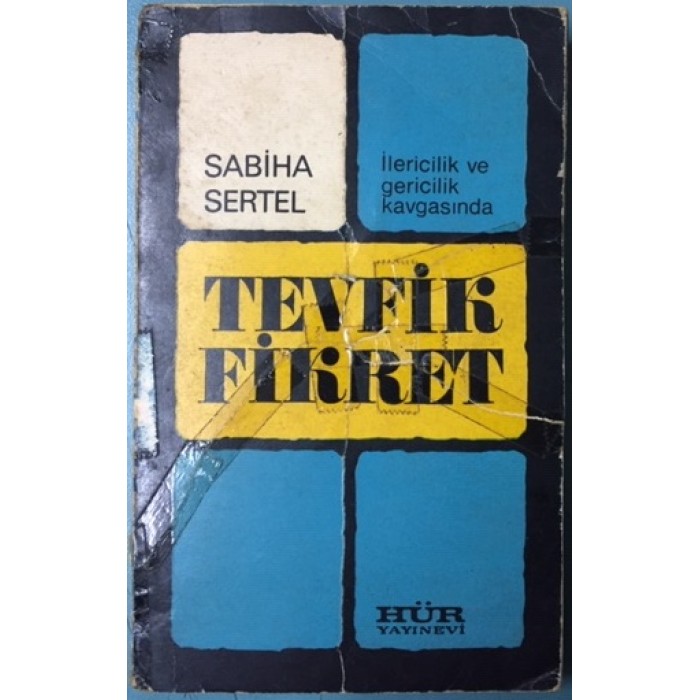 SABİHA
SERTEL
İlericilik ve
gericilik
kavgasında
TEVFİK
FİKRET
HÜR
YAYINEVİ